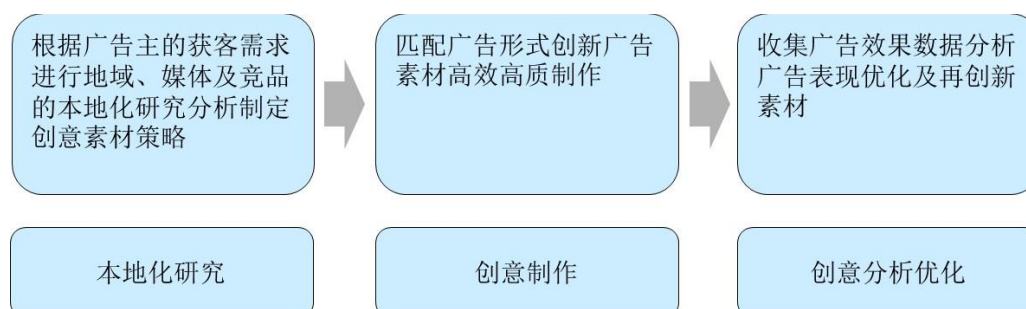 根据广告主的获客需求
进行地域、媒体及竞品
的本地化研究分析制定
创意素材策略
匹配广告形式创新广告
素材高效高质制作
收集广告效果数据分析
广告表现优化及再创新
素材
本地化研究
创意制作
创意分析优化